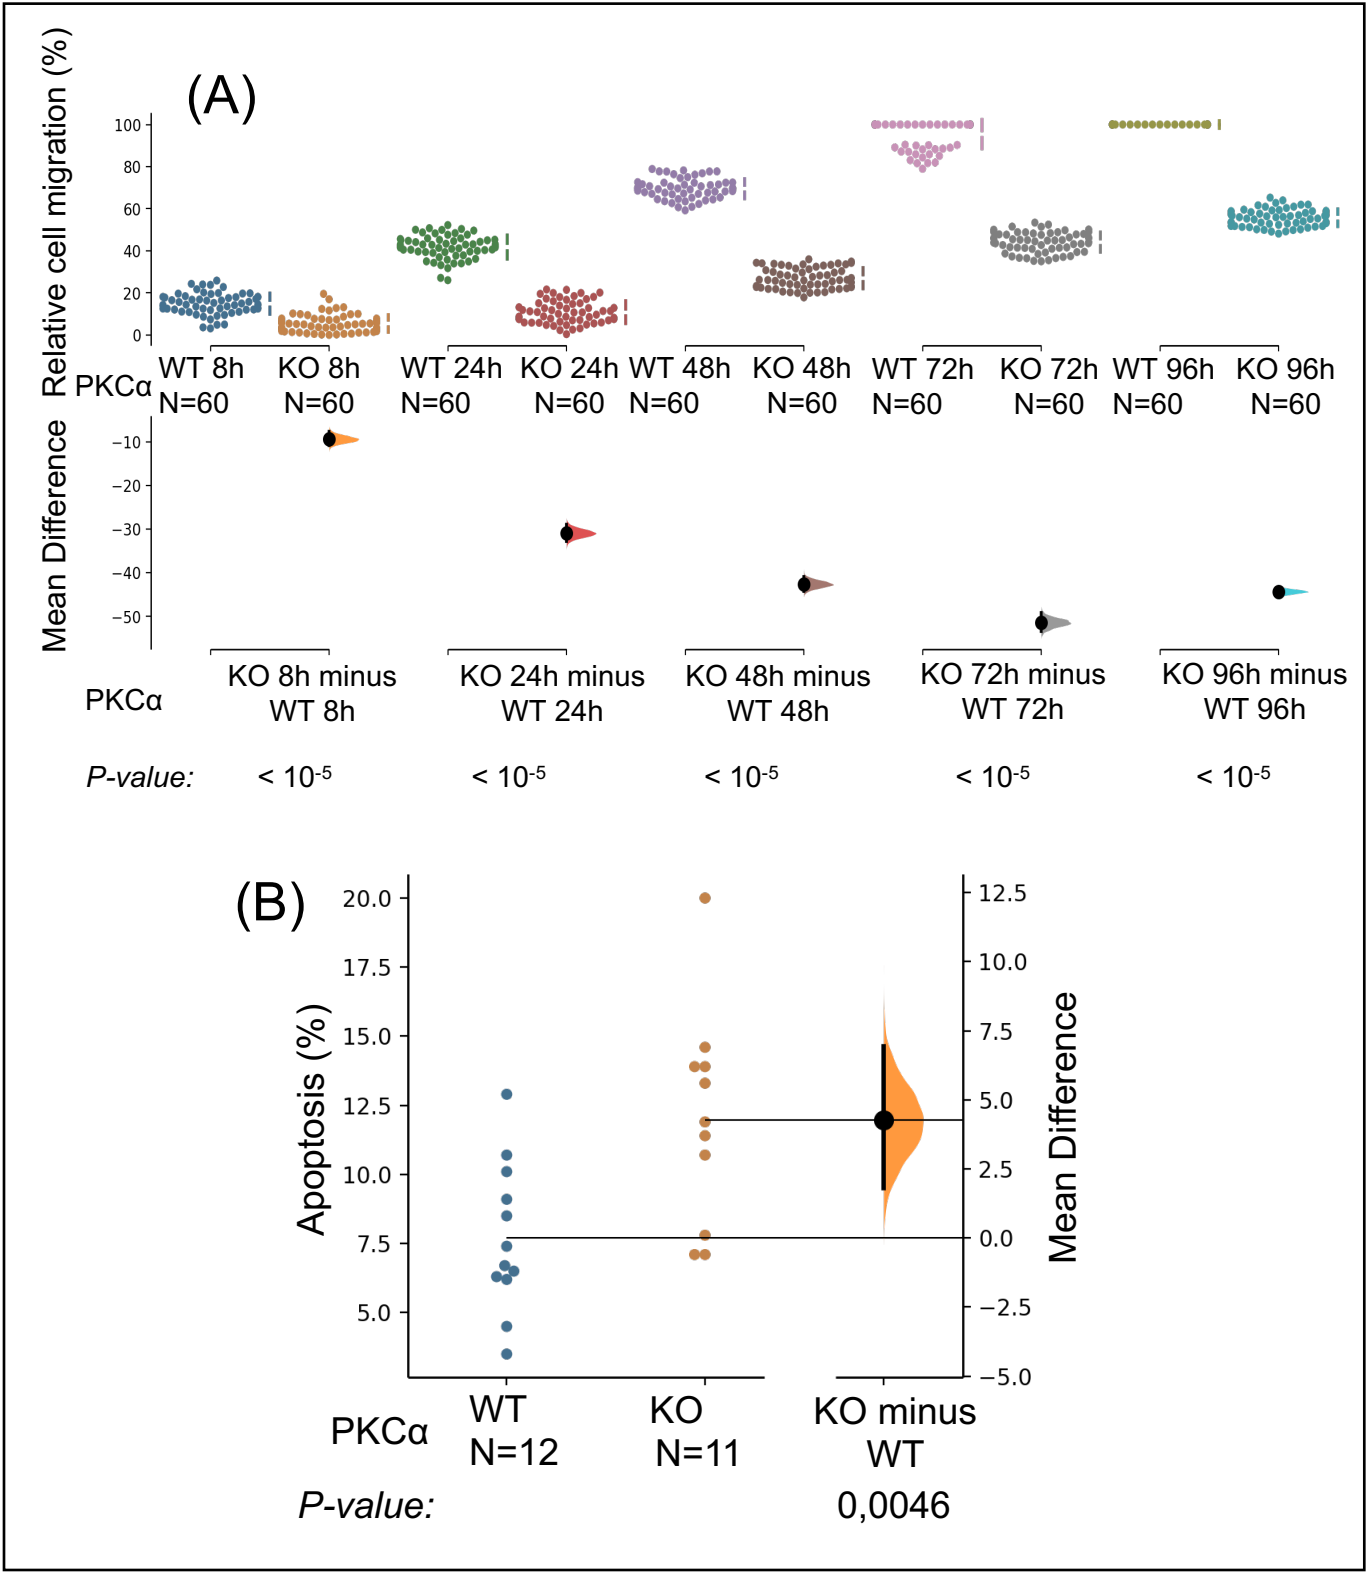 (A)
Relative cell migration (%)
100
80
60
40
20
0
PKCα
WT 8h KO 8h WT 24h KO 24h WT 48h KO 48h WT 72h KO 72h WT 96h KO 96h
N=60 N=60 N=60 N=60 N=60 N=60 N=60 N=60 N=60 N=60
Mean Difference
−10
−20
−30
−40
−50
PKCα
KO 8h minus KO 24h minus KO 48h minus KO 72h minus KO 96h minus
WT 8h WT 24h WT 48h WT 72h WT 96h
P-value: < 10⁻⁵ < 10⁻⁵ < 10⁻⁵ < 10⁻⁵ < 10⁻⁵
(B)
Apoptosis (%)
20.0
17.5
15.0
12.5
10.0
7.5
5.0
12.5
10.0
7.5
5.0
2.5
0.0
−2.5
−5.0
Mean Difference
PKCα
WT KO KO minus
N=12 N=11 WT
P-value: 0,0046